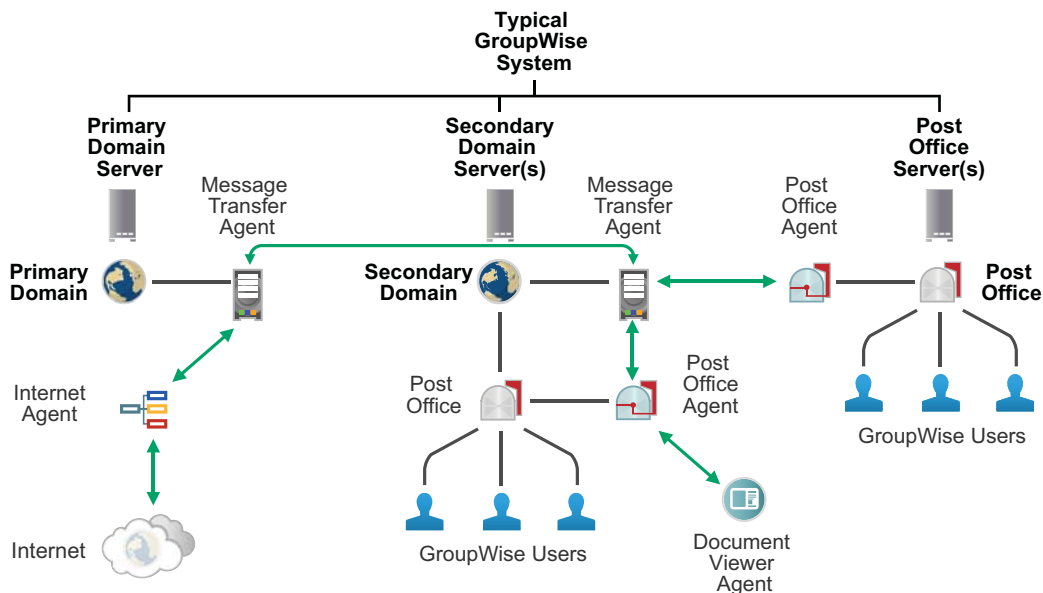 Typical
GroupWise
System
Primary
Domain
Server
Secondary
Domain
Server(s)
Post
Office
Server(s)
Message
Transfer
Agent
Message
Transfer
Agent
Post
Office
Agent
Primary
Domain
Secondary
Domain
Post
Office
Internet
Agent
Post
Office
Post
Office
Agent
GroupWise Users
Internet
GroupWise Users
Document
Viewer
Agent